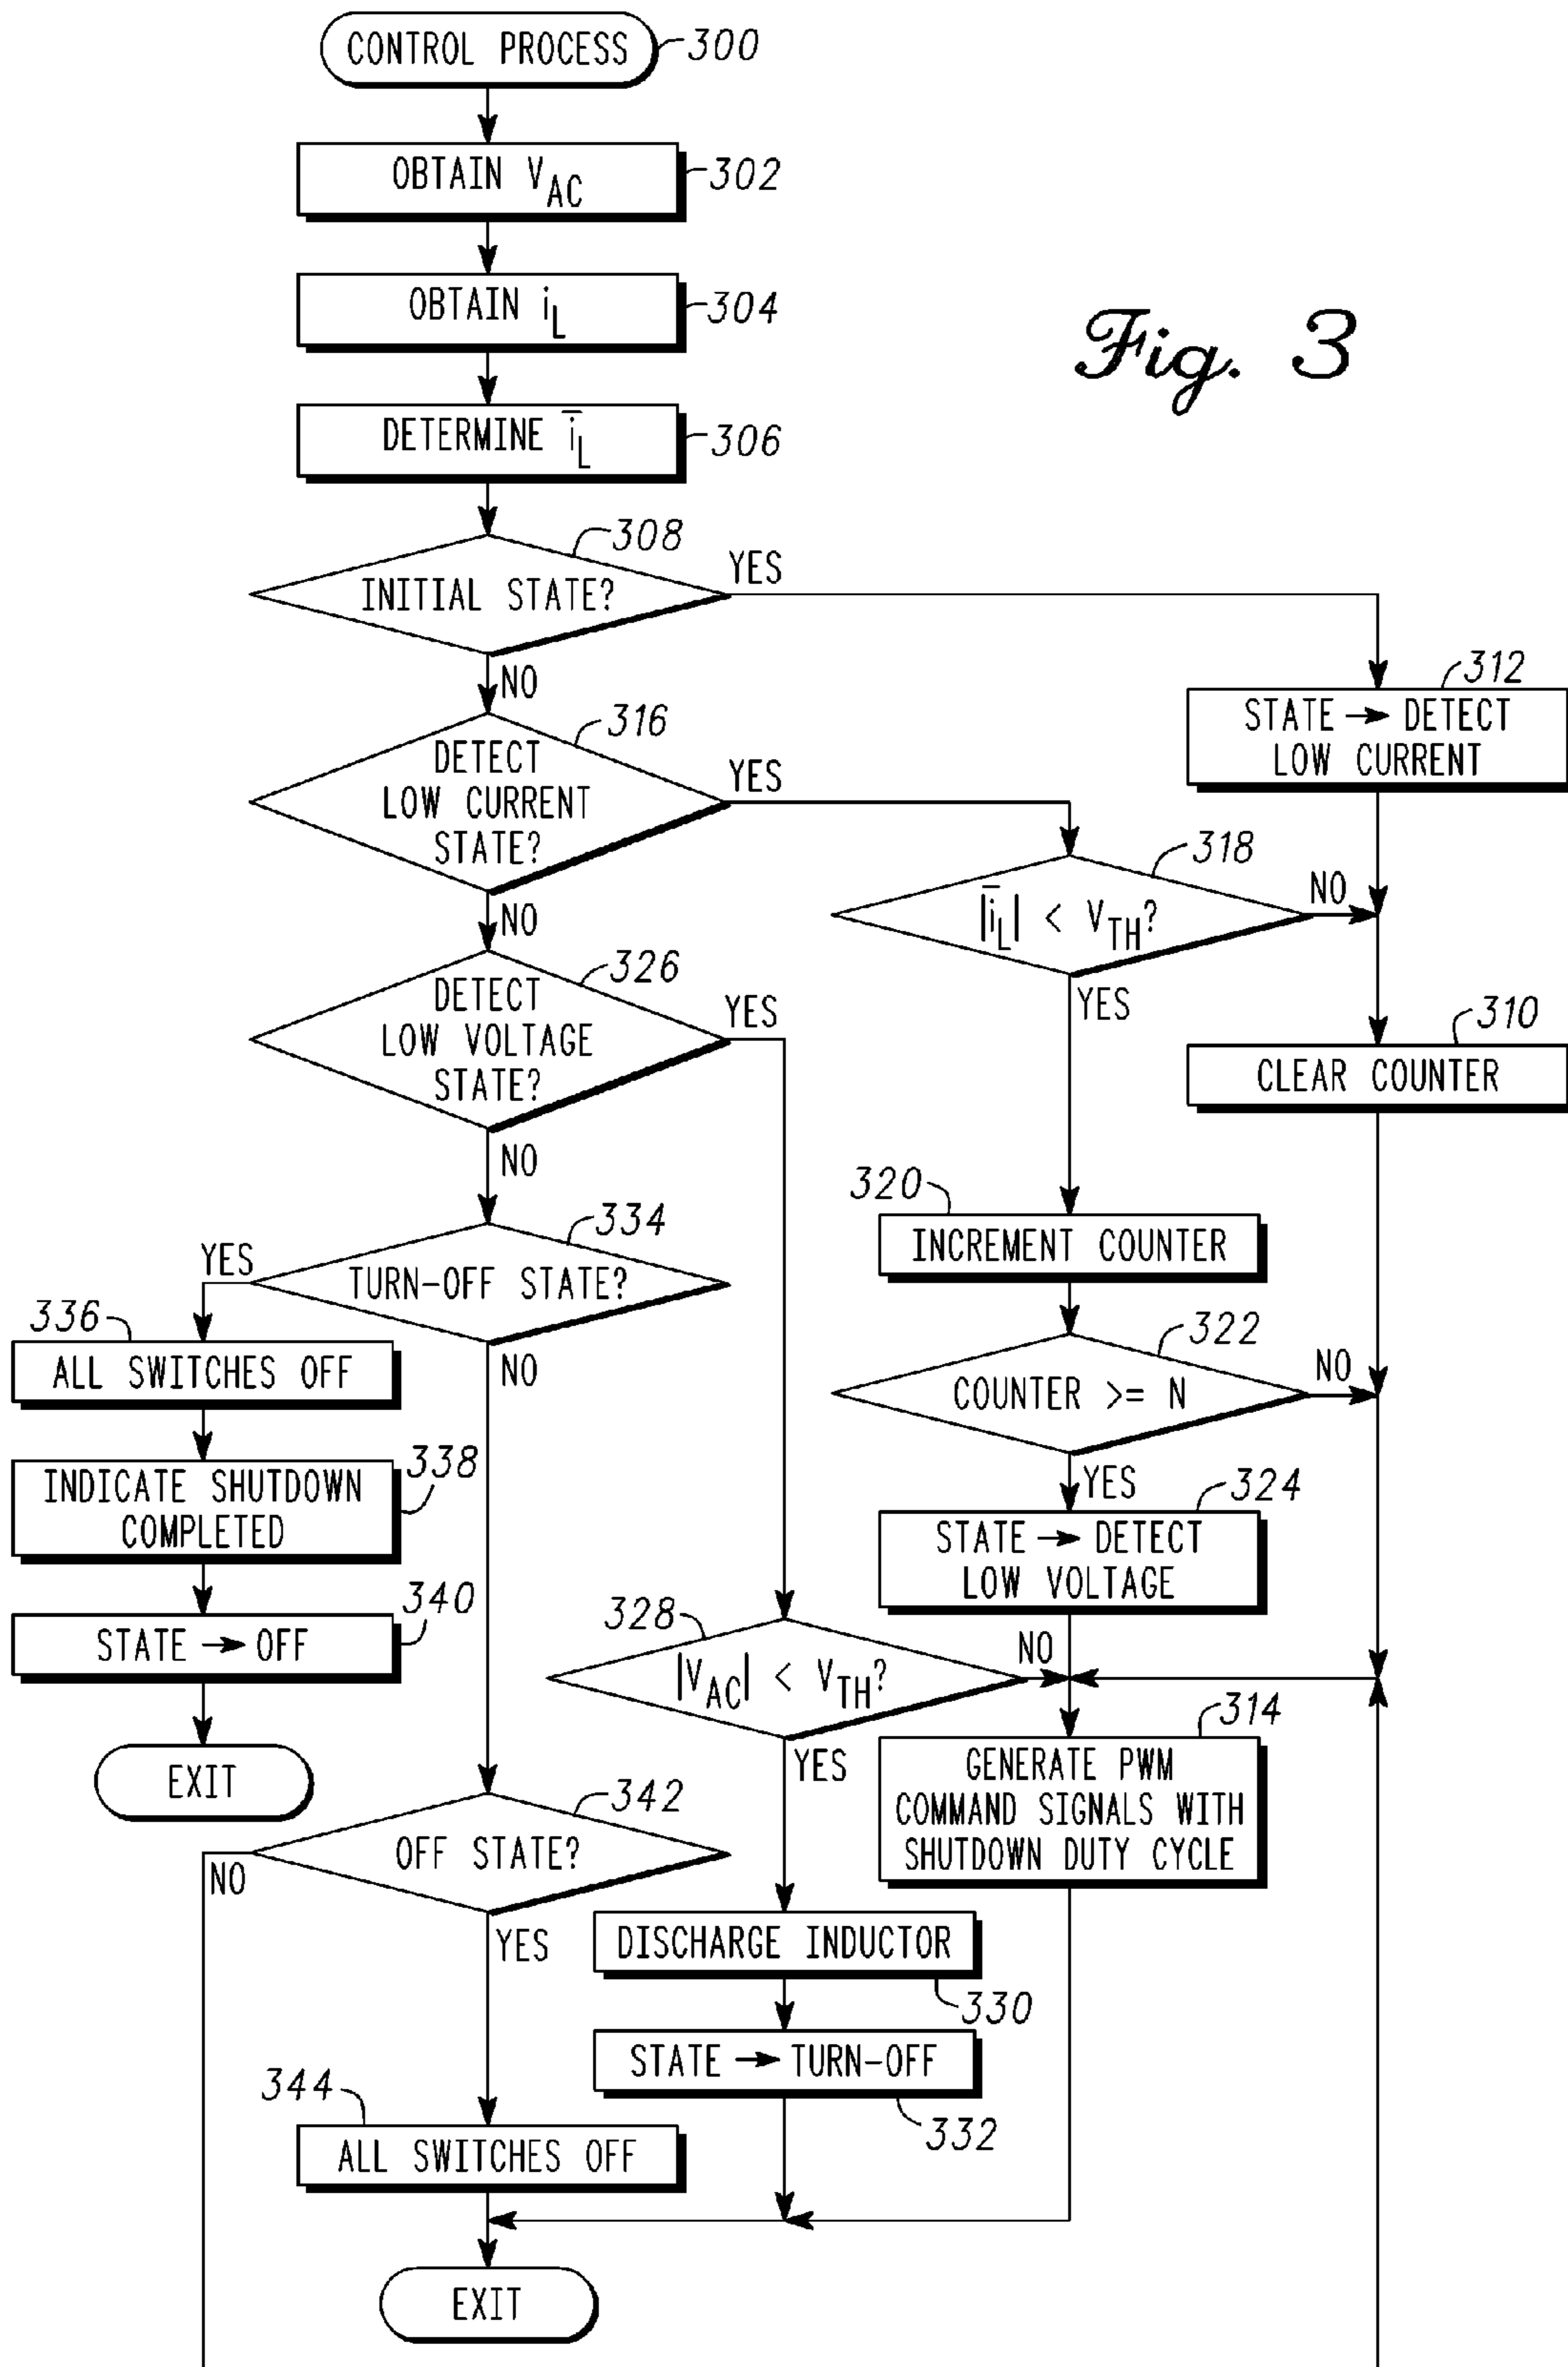 CONTROL PROCESS
300
OBTAIN VAC
302
OBTAIN iL
304
Fig. 3
DETERMINE i̅L
306
308
INITIAL STATE?
YES
NO
312
STATE → DETECT
LOW CURRENT
316
DETECT
LOW CURRENT
STATE?
YES
NO
318
|i̅L| < VTH?
NO
YES
326
DETECT
LOW VOLTAGE
STATE?
YES
NO
310
CLEAR COUNTER
320
INCREMENT COUNTER
334
TURN-OFF STATE?
YES
NO
336
ALL SWITCHES OFF
322
COUNTER >= N
NO
YES
338
INDICATE SHUTDOWN
COMPLETED
324
STATE → DETECT
LOW VOLTAGE
340
STATE → OFF
328
|VAC| < VTH?
NO
YES
314
GENERATE PWM
COMMAND SIGNALS WITH
SHUTDOWN DUTY CYCLE
EXIT
342
OFF STATE?
NO
YES
DISCHARGE INDUCTOR
330
STATE → TURN-OFF
332
344
ALL SWITCHES OFF
EXIT